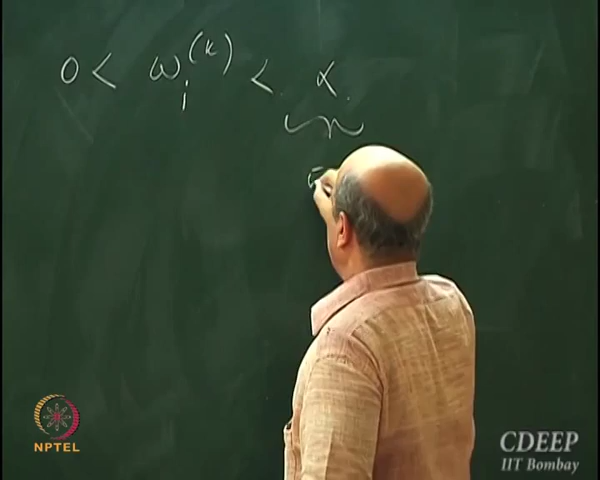 0 < ω_i^(k) < α
NPTEL
CDEEP
IIT Bombay